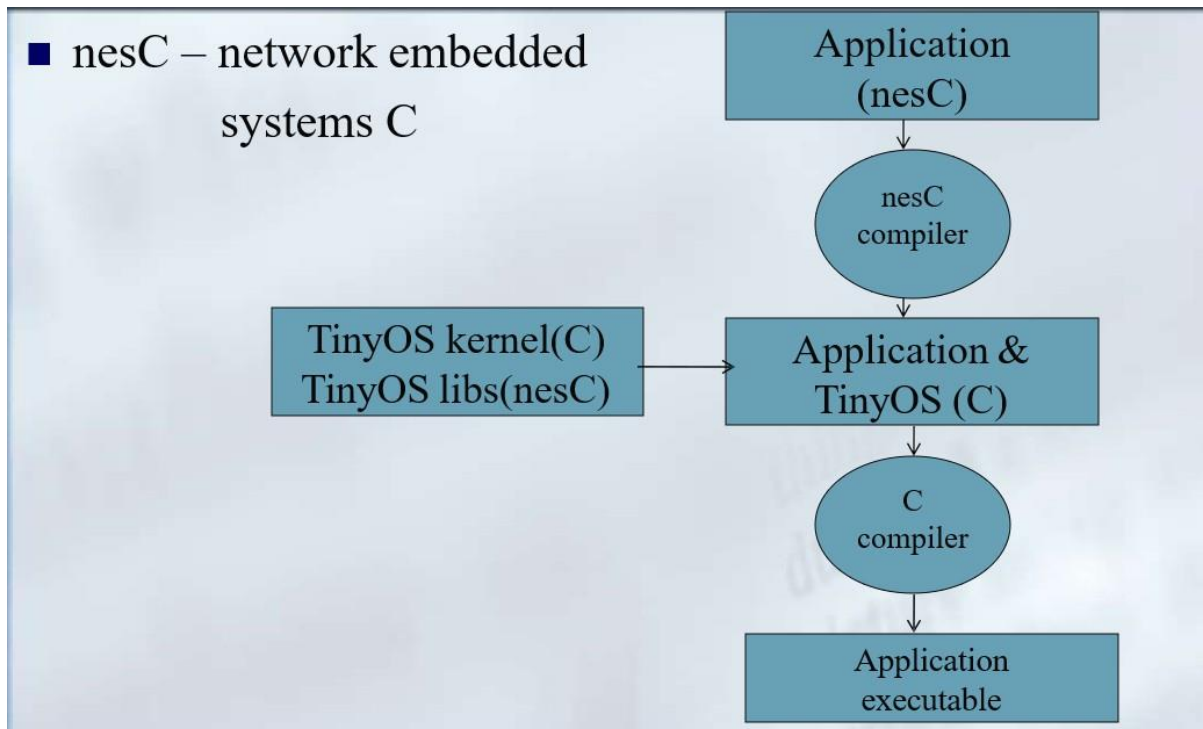 ■ nesC – network embedded
systems C
Application
(nesC)
nesC
compiler
TinyOS kernel(C)
TinyOS libs(nesC)
Application &
TinyOS (C)
C
compiler
Application
executable